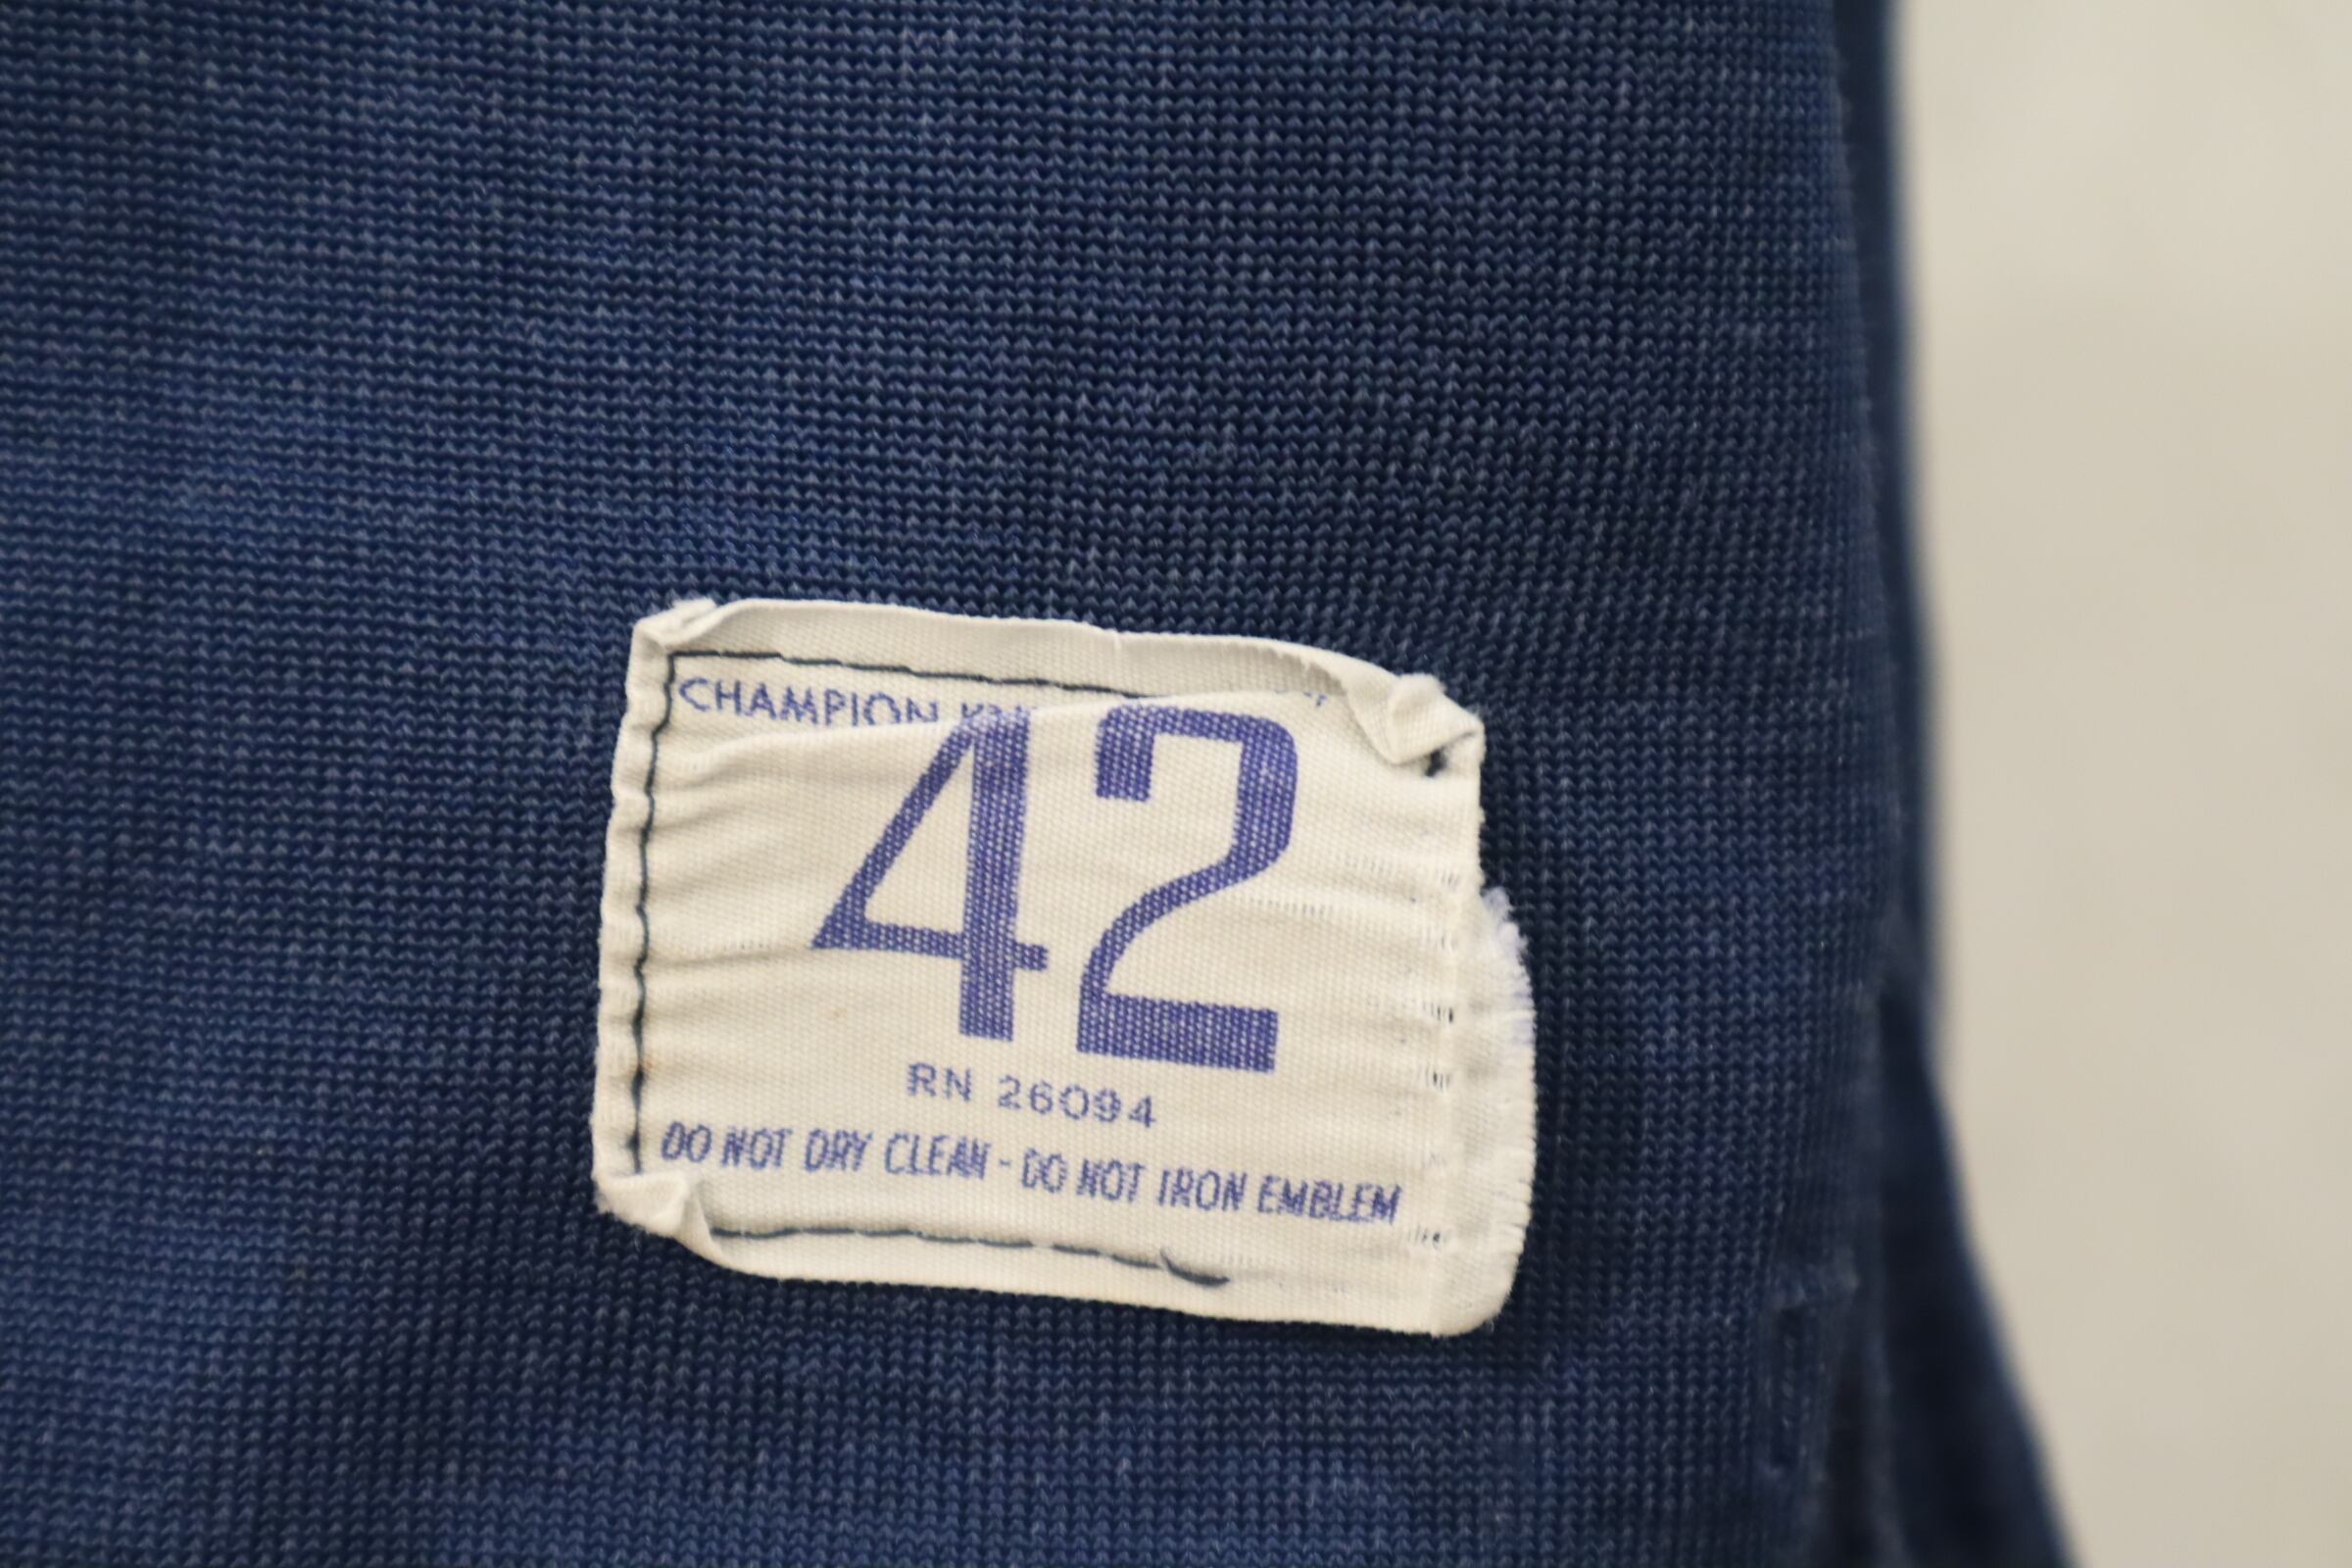 CHAMPION
42
RN 26094
DO NOT DRY CLEAN - DO NOT IRON EMBLEM